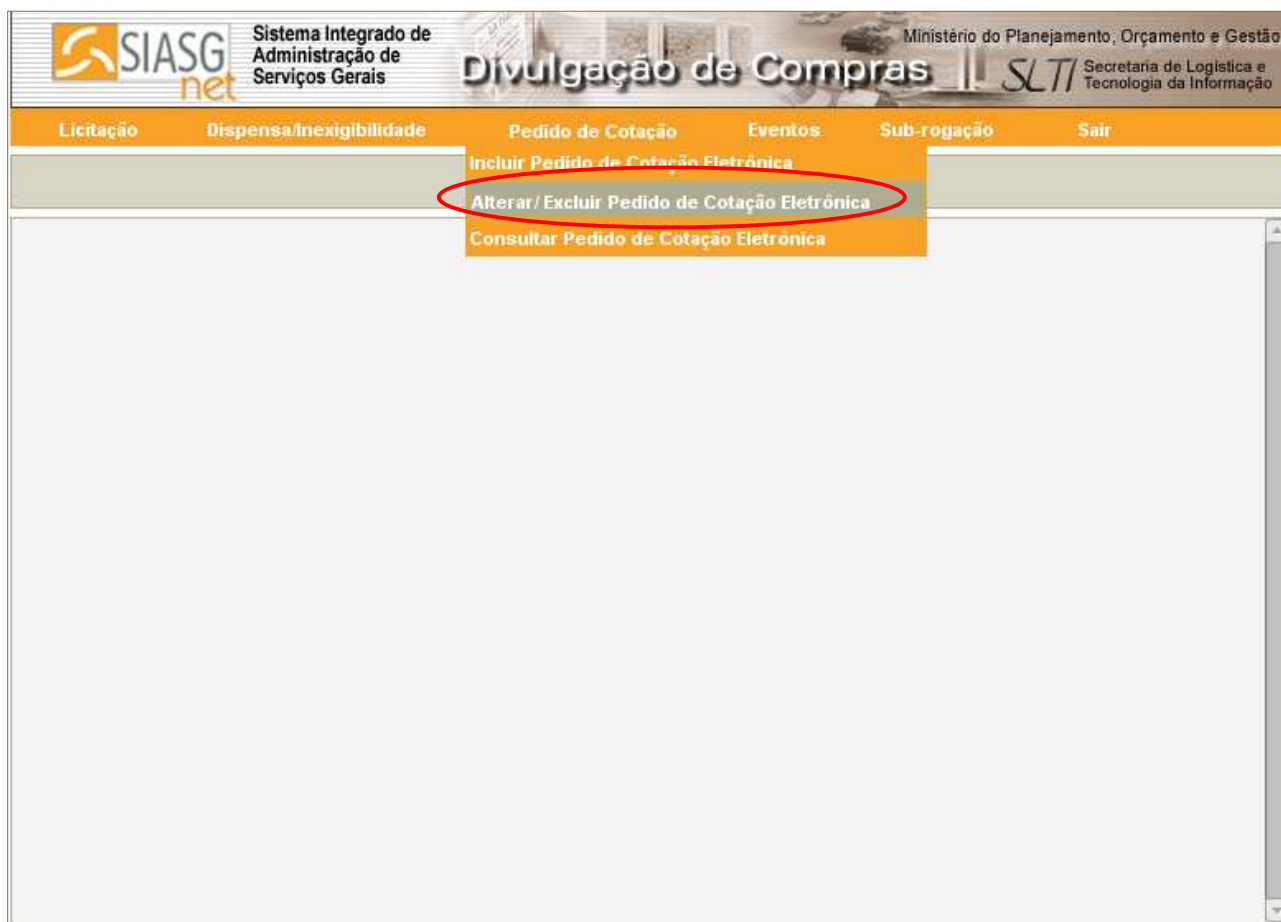 SIASG
net
Sistema Integrado de
Administração de
Serviços Gerais
Divulgação de Compras
Ministério do Planejamento, Orçamento e Gestão
SLTI
Secretaria de Logística e
Tecnologia da Informação
Licitação Dispensa/Inexigibilidade Pedido de Cotação Eventos Sub-rogação Sair
Incluir Pedido de Cotação Eletrônica
Alterar/Excluir Pedido de Cotação Eletrônica
Consultar Pedido de Cotação Eletrônica